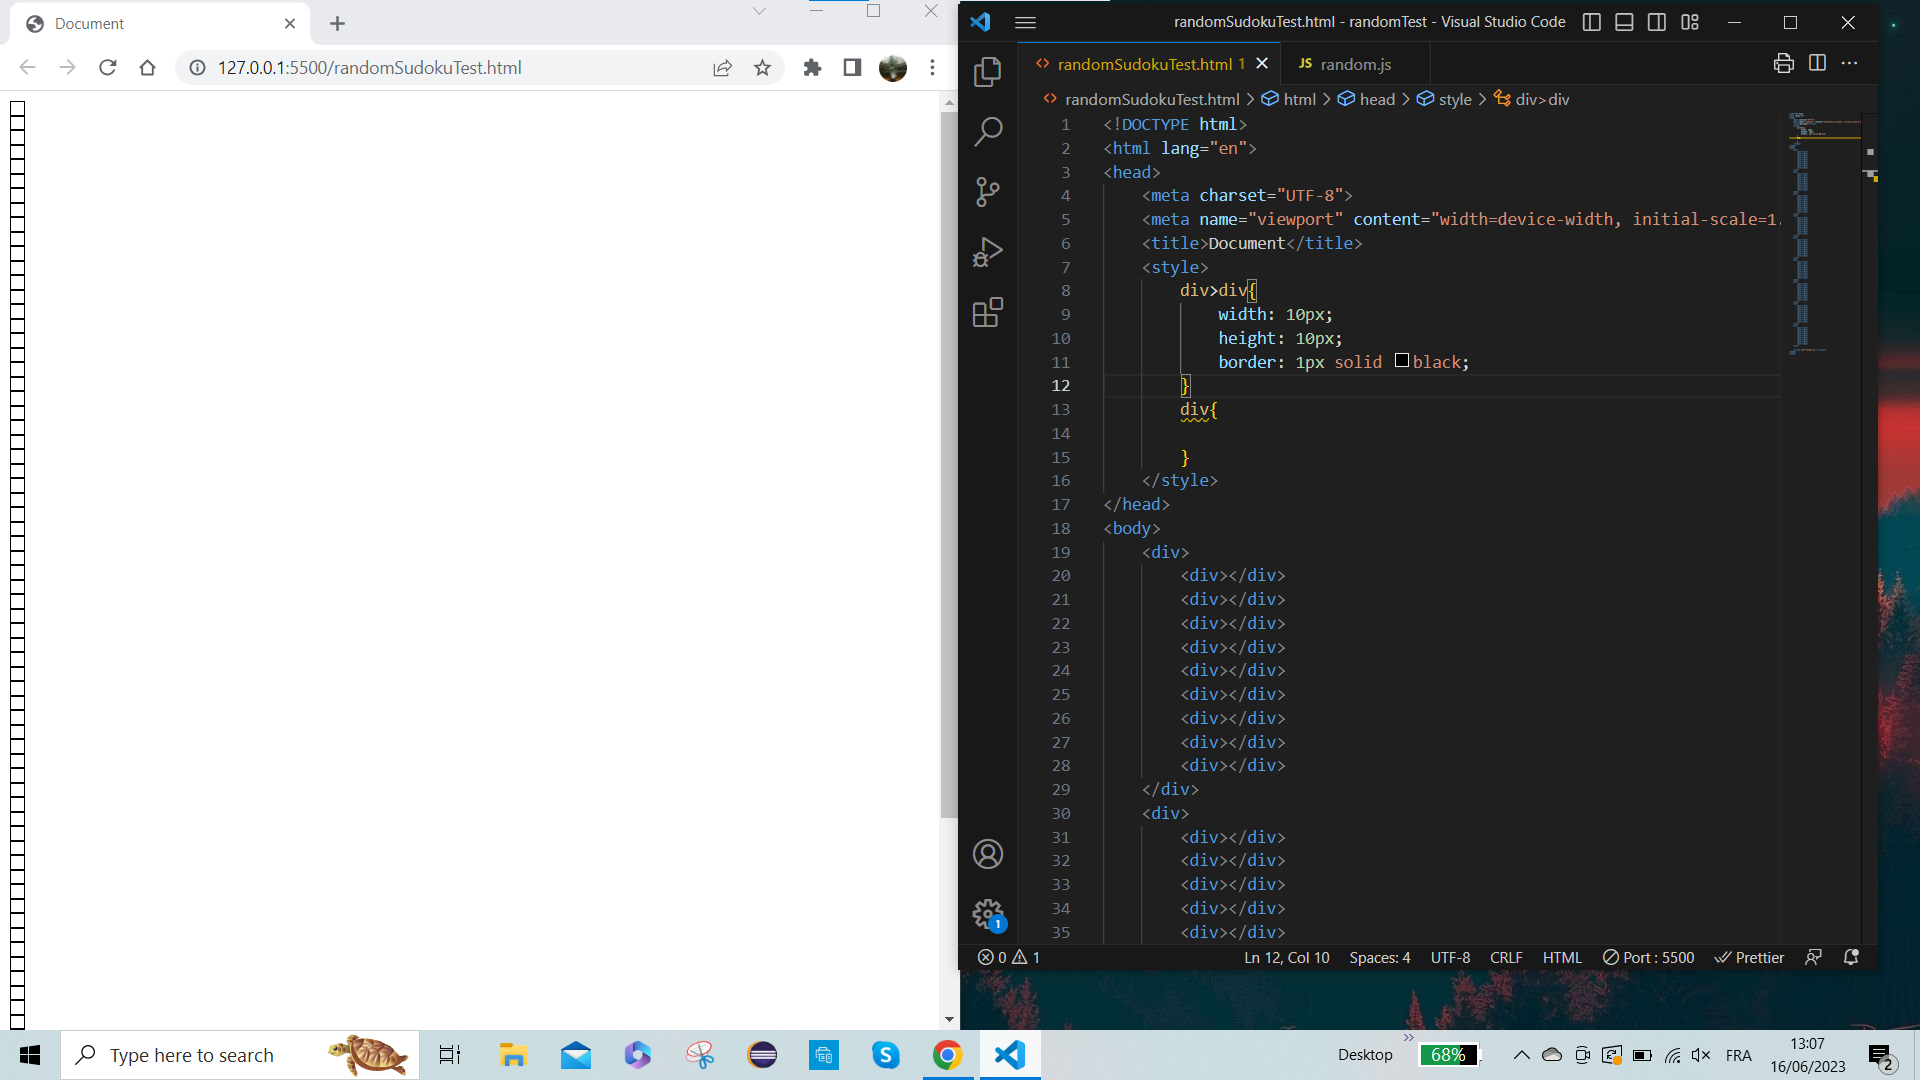 Document
127.0.0.1:5500/randomSudokuTest.html
randomSudokuTest.html - randomTest - Visual Studio Code
randomSudokuTest.html 1
JS random.js
randomSudokuTest.html > html > head > style > div>div
1 <!DOCTYPE html>
2 <html lang="en">
3 <head>
4 <meta charset="UTF-8">
5 <meta name="viewport" content="width=device-width, initial-scale=1.
6 <title>Document</title>
7 <style>
8 div>div{
9 width: 10px;
10 height: 10px;
11 border: 1px solid black;
12 }
13 div{
14
15 }
16 </style>
17 </head>
18 <body>
19 <div>
20 <div></div>
21 <div></div>
22 <div></div>
23 <div></div>
24 <div></div>
25 <div></div>
26 <div></div>
27 <div></div>
28 <div></div>
29 </div>
30 <div>
31 <div></div>
32 <div></div>
33 <div></div>
34 <div></div>
35 <div></div>
1
0 1 Ln 12, Col 10 Spaces: 4 UTF-8 CRLF HTML Port : 5500 Prettier
Type here to search
Desktop
68%
FRA
13:07
16/06/2023
2